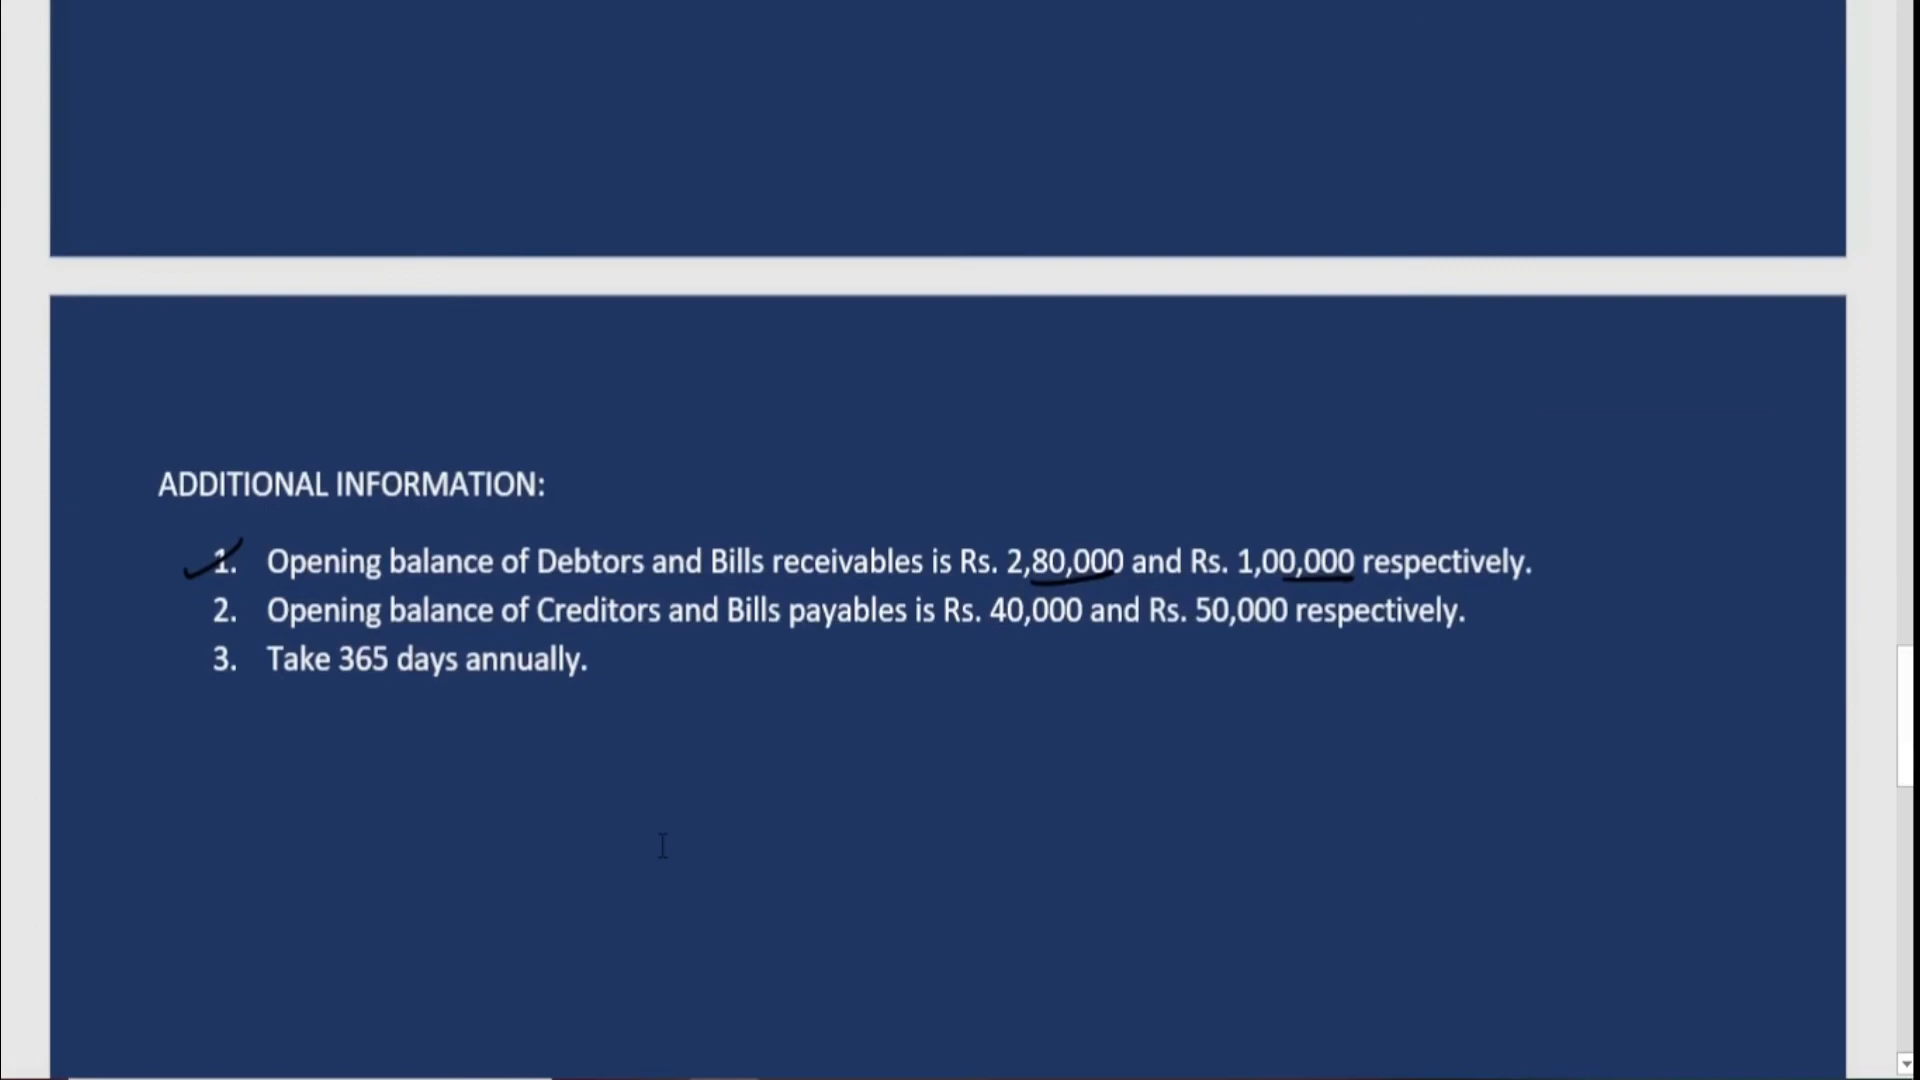 ADDITIONAL INFORMATION:
1. Opening balance of Debtors and Bills receivables is Rs. 2,80,000 and Rs. 1,00,000 respectively.
2. Opening balance of Creditors and Bills payables is Rs. 40,000 and Rs. 50,000 respectively.
3. Take 365 days annually.